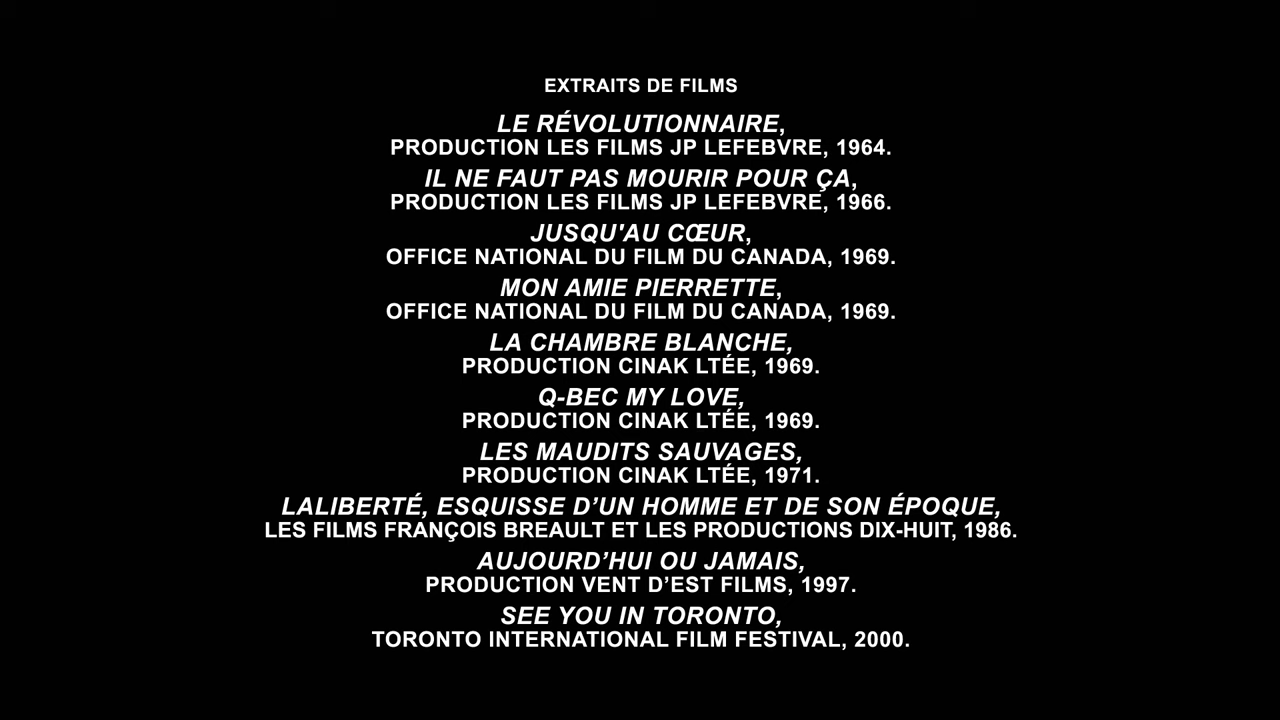 EXTRAITS DE FILMS
LE RÉVOLUTIONNAIRE,
PRODUCTION LES FILMS JP LEFEBVRE, 1964.
IL NE FAUT PAS MOURIR POUR ÇA,
PRODUCTION LES FILMS JP LEFEBVRE, 1966.
JUSQU'AU CŒUR,
OFFICE NATIONAL DU FILM DU CANADA, 1969.
MON AMIE PIERRETTE,
OFFICE NATIONAL DU FILM DU CANADA, 1969.
LA CHAMBRE BLANCHE,
PRODUCTION CINAK LTÉE, 1969.
Q-BEC MY LOVE,
PRODUCTION CINAK LTÉE, 1969.
LES MAUDITS SAUVAGES,
PRODUCTION CINAK LTÉE, 1971.
LALIBERTÉ, ESQUISSE D’UN HOMME ET DE SON ÉPOQUE,
LES FILMS FRANÇOIS BREAULT ET LES PRODUCTIONS DIX-HUIT, 1986.
AUJOURD’HUI OU JAMAIS,
PRODUCTION VENT D’EST FILMS, 1997.
SEE YOU IN TORONTO,
TORONTO INTERNATIONAL FILM FESTIVAL, 2000.